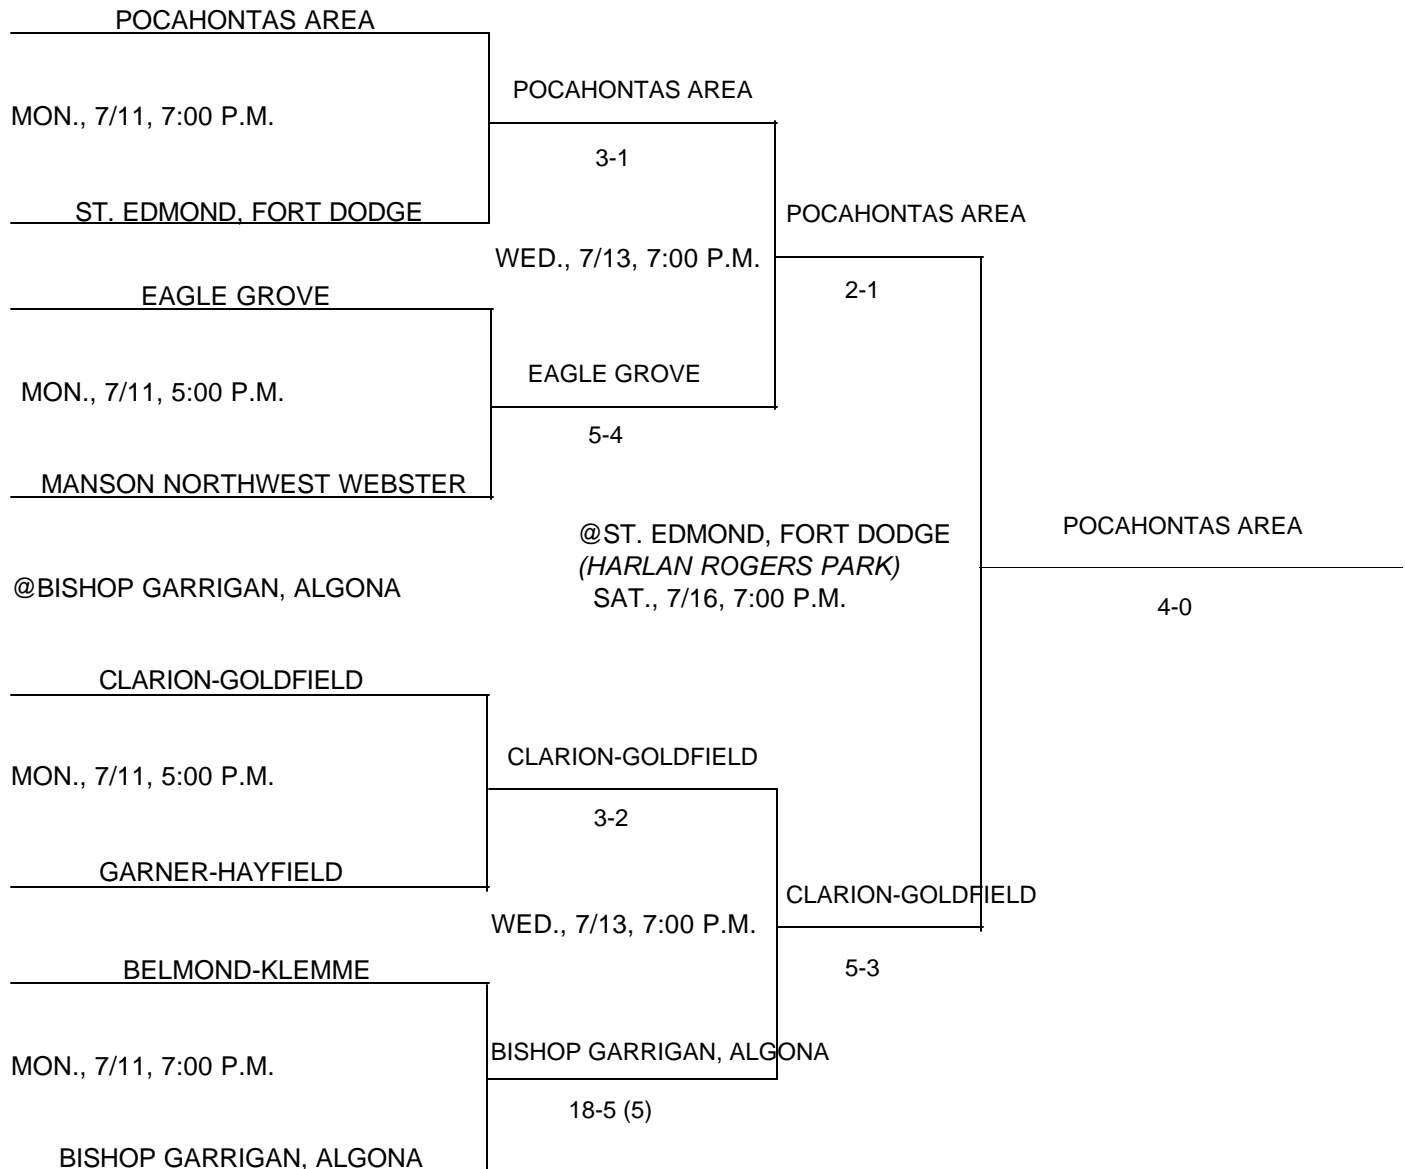 POCAHONTAS AREA
POCAHONTAS AREA
MON., 7/11, 7:00 P.M.
3-1
ST. EDMOND, FORT DODGE
POCAHONTAS AREA
WED., 7/13, 7:00 P.M.
2-1
EAGLE GROVE
EAGLE GROVE
MON., 7/11, 5:00 P.M.
5-4
MANSON NORTHWEST WEBSTER
@ST. EDMOND, FORT DODGE
(HARLAN ROGERS PARK)
SAT., 7/16, 7:00 P.M.
POCAHONTAS AREA
4-0
@BISHOP GARRIGAN, ALGONA
CLARION-GOLDFIELD
CLARION-GOLDFIELD
MON., 7/11, 5:00 P.M.
3-2
GARNER-HAYFIELD
CLARION-GOLDFIELD
WED., 7/13, 7:00 P.M.
5-3
BELMOND-KLEMME
BISHOP GARRIGAN, ALGONA
MON., 7/11, 7:00 P.M.
18-5 (5)
BISHOP GARRIGAN, ALGONA